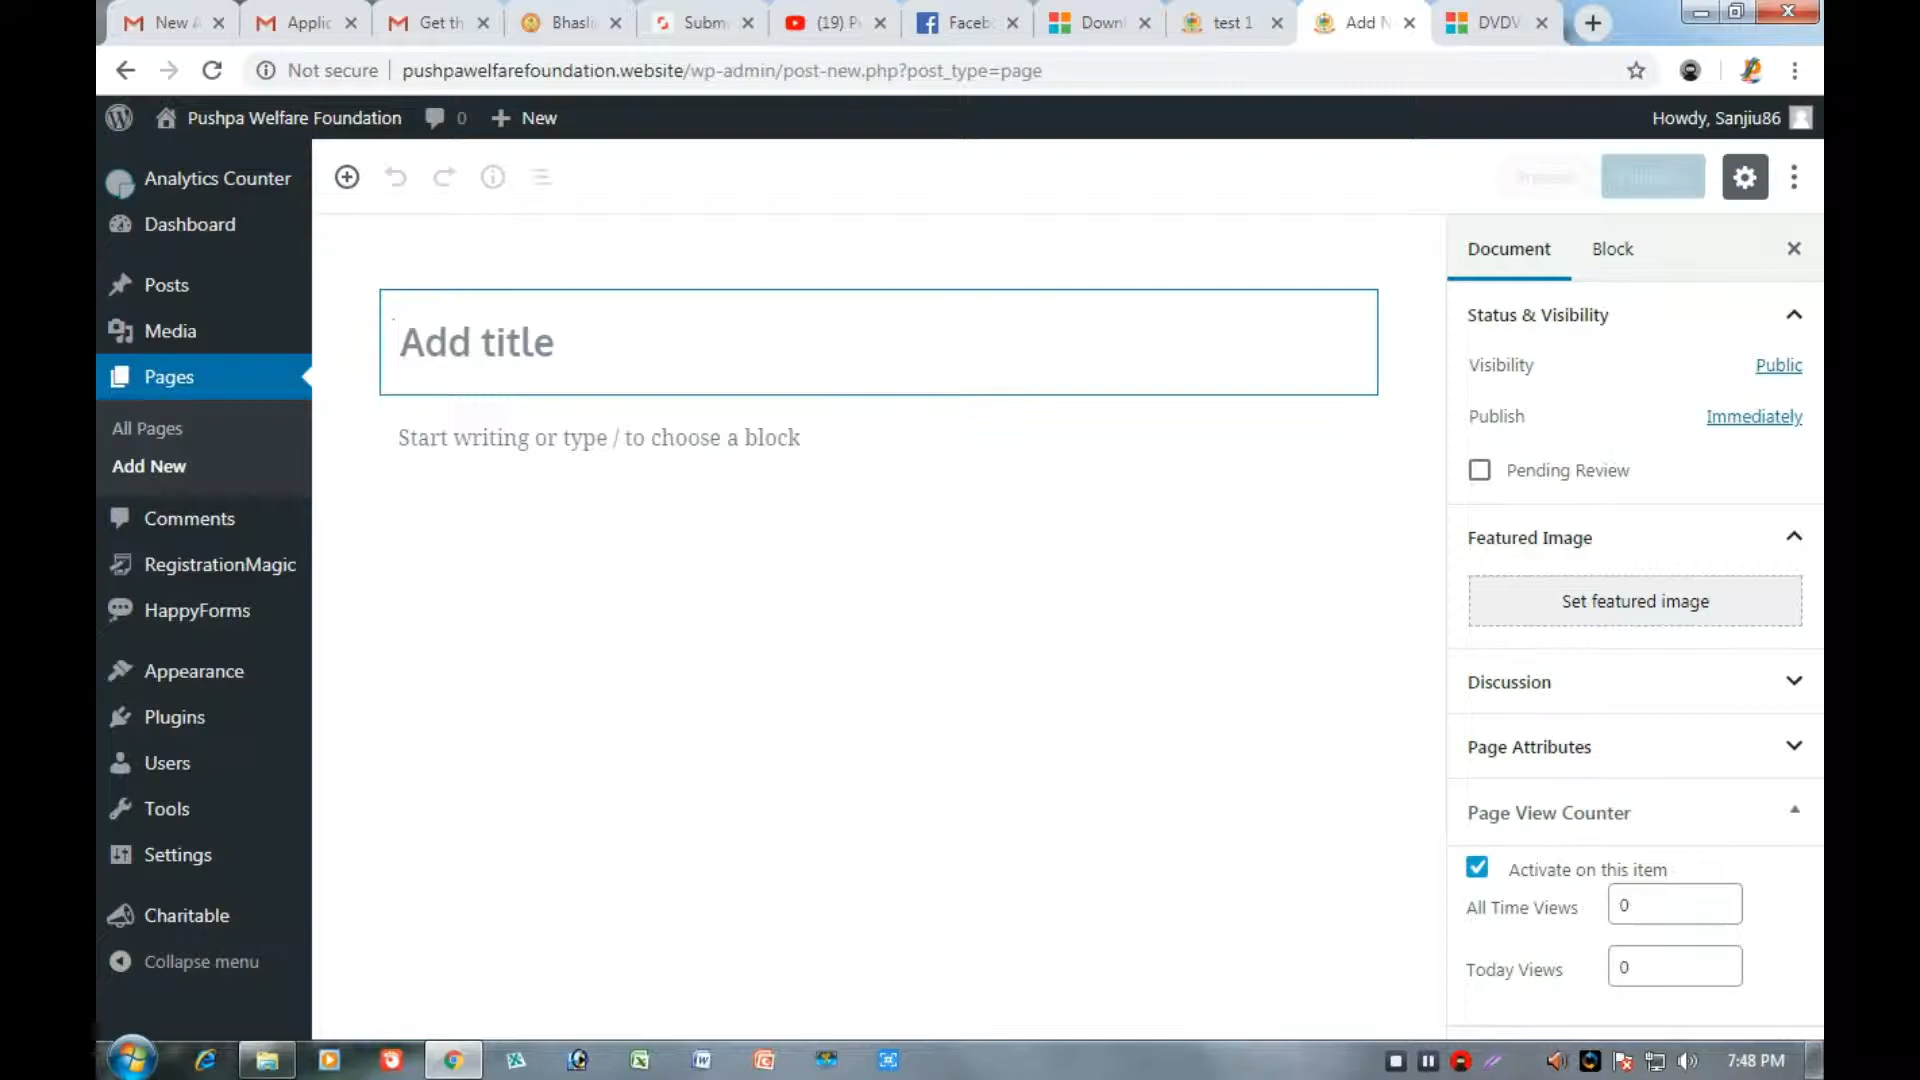 New A
Applic
Get th
Bhasli
Subm
(19) P
Faceb
Down
test 1
Add N
DVDV
Not secure
pushpawelfarefoundation.website/wp-admin/post-new.php?post_type=page
Pushpa Welfare Foundation
0
New
Howdy, Sanjiu86
Analytics Counter
Dashboard
Posts
Media
Pages
All Pages
Add New
Comments
RegistrationMagic
HappyForms
Appearance
Plugins
Users
Tools
Settings
Charitable
Collapse menu
Add title
Start writing or type / to choose a block
Document
Block
Status & Visibility
Visibility
Public
Publish
Immediately
Pending Review
Featured Image
Set featured image
Discussion
Page Attributes
Page View Counter
Activate on this item
All Time Views
0
Today Views
0
7:48 PM